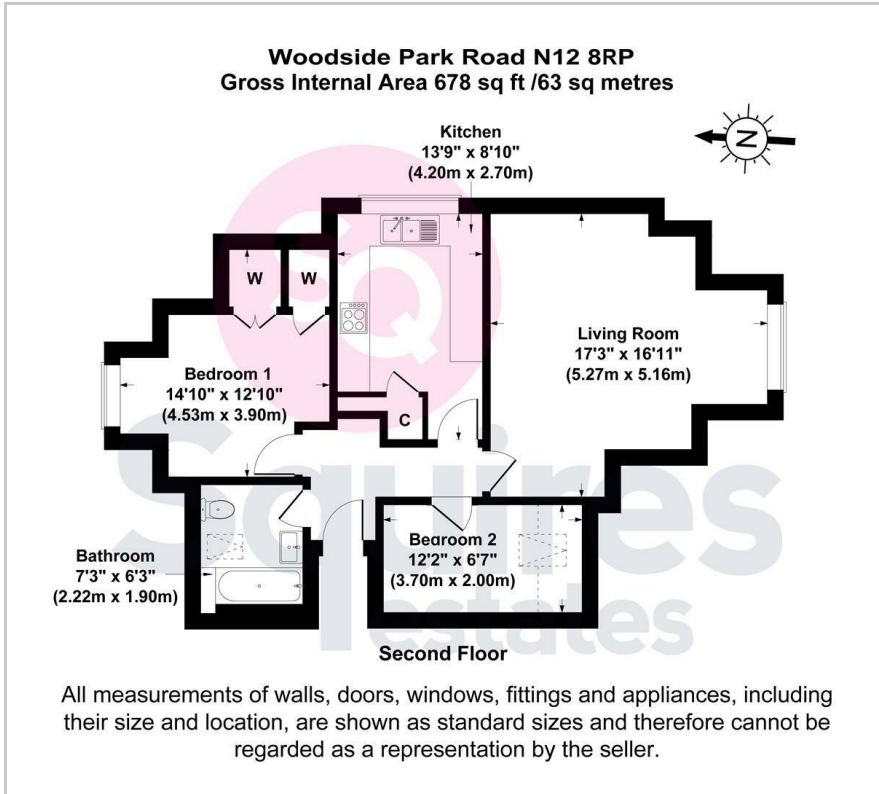 Woodside Park Road N12 8RP
Gross Internal Area 678 sq ft /63 sq metres
Kitchen
13'9" x 8'10"
(4.20m x 2.70m)
N
SQ
W
W
Bedroom 1
14'10" x 12'10"
(4.53m x 3.90m)
Living Room
17'3" x 16'11"
(5.27m x 5.16m)
C
Bathroom
7'3" x 6'3"
(2.22m x 1.90m)
Bedroom 2
12'2" x 6'7"
(3.70m x 2.00m)
Squires
estates
Second Floor
All measurements of walls, doors, windows, fittings and appliances, including
their size and location, are shown as standard sizes and therefore cannot be
regarded as a representation by the seller.